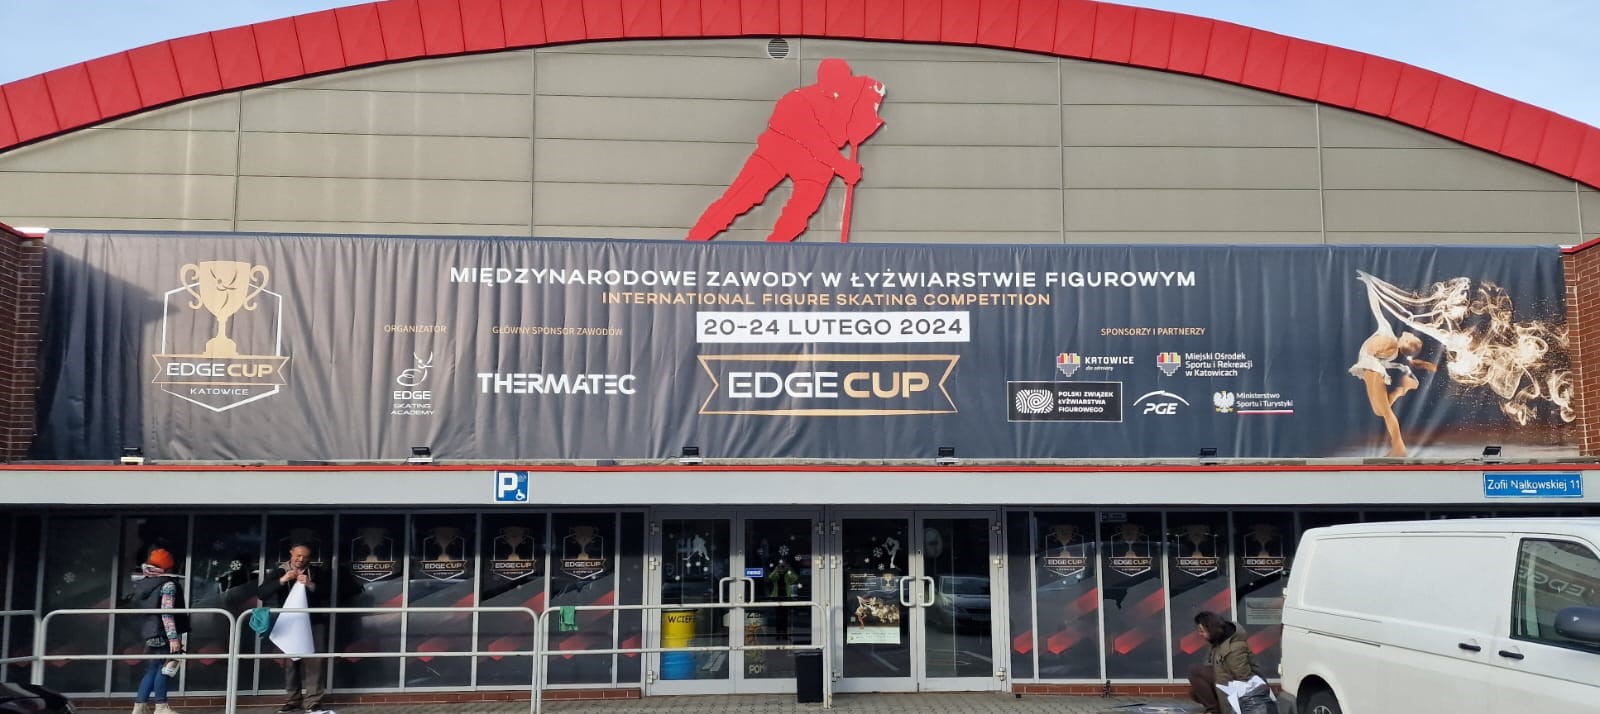 MIĘDZYNARODOWE ZAWODY W ŁYŻWIARSTWIE FIGUROWYM
INTERNATIONAL FIGURE SKATING COMPETITION
20-24 LUTEGO 2024
EDGE CUP
EDGE CUP
KATOWICE
ORGANIZATOR
EDGE
SKATING
ACADEMY
GŁÓWNY SPONSOR ZAWODÓW
THERMATEC
SPONSORZY I PARTNERZY
KATOWICE
dla odmiany
Miejski Ośrodek
Sportu i Rekreacji
w Katowicach
POLSKI ZWIĄZEK
ŁYŻWIARSTWA
FIGUROWEGO
PGE
Ministerstwo
Sportu i Turystyki
P
Zofii Nałkowskiej 11
EDGE CUP
EDGE CUP
EDGE CUP
EDGE CUP
EDGE CUP
EDGE CUP
EDGE CUP
EDGE CUP